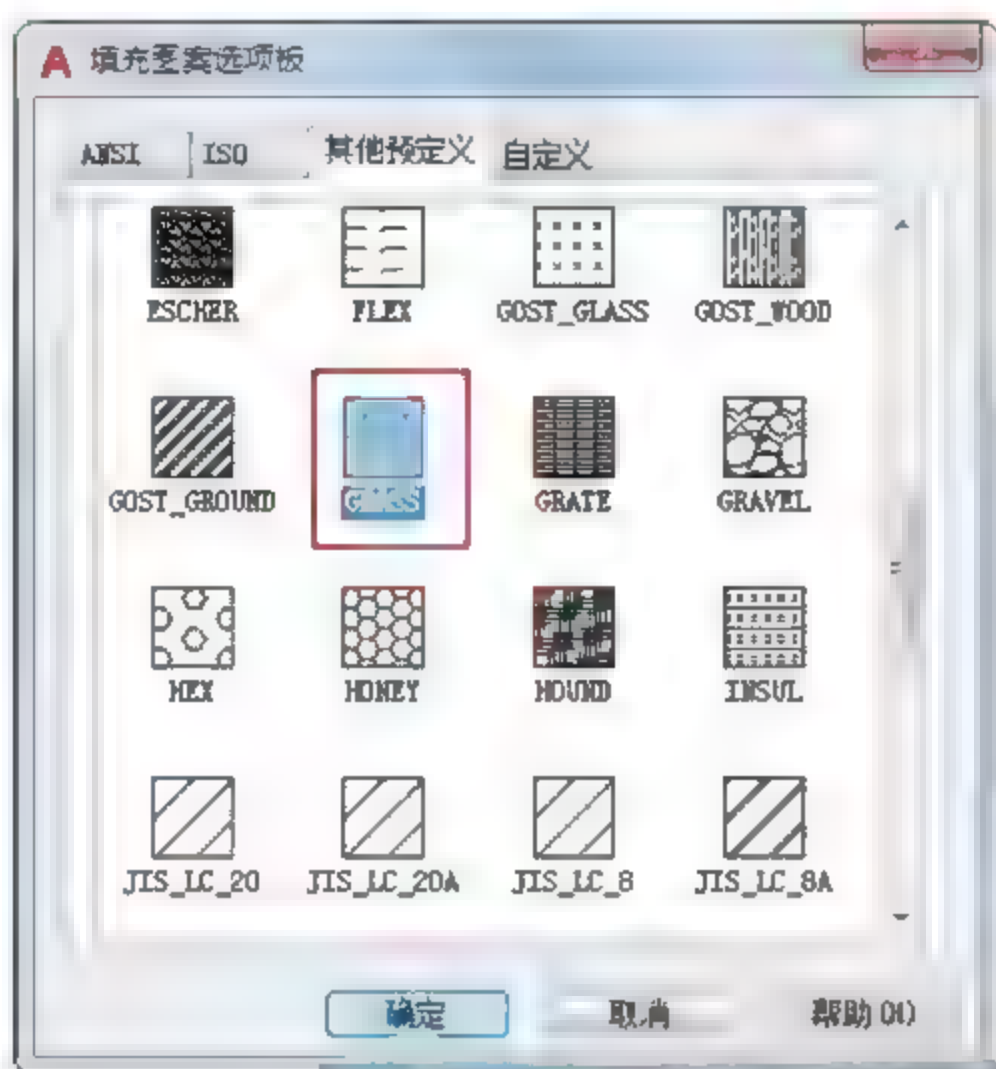 填充图案选项板
ANSI ISO 其他预定义 自定义
ESCHER FLEX GOST_GLASS GOST_WOOD
GOST_GROUND GRATE GRAVEL
HEX HONEY HOUND INSUL
JIS_LC_20 JIS_LC_20A JIS_LC_8 JIS_LC_8A
确定 取消 帮助(H)